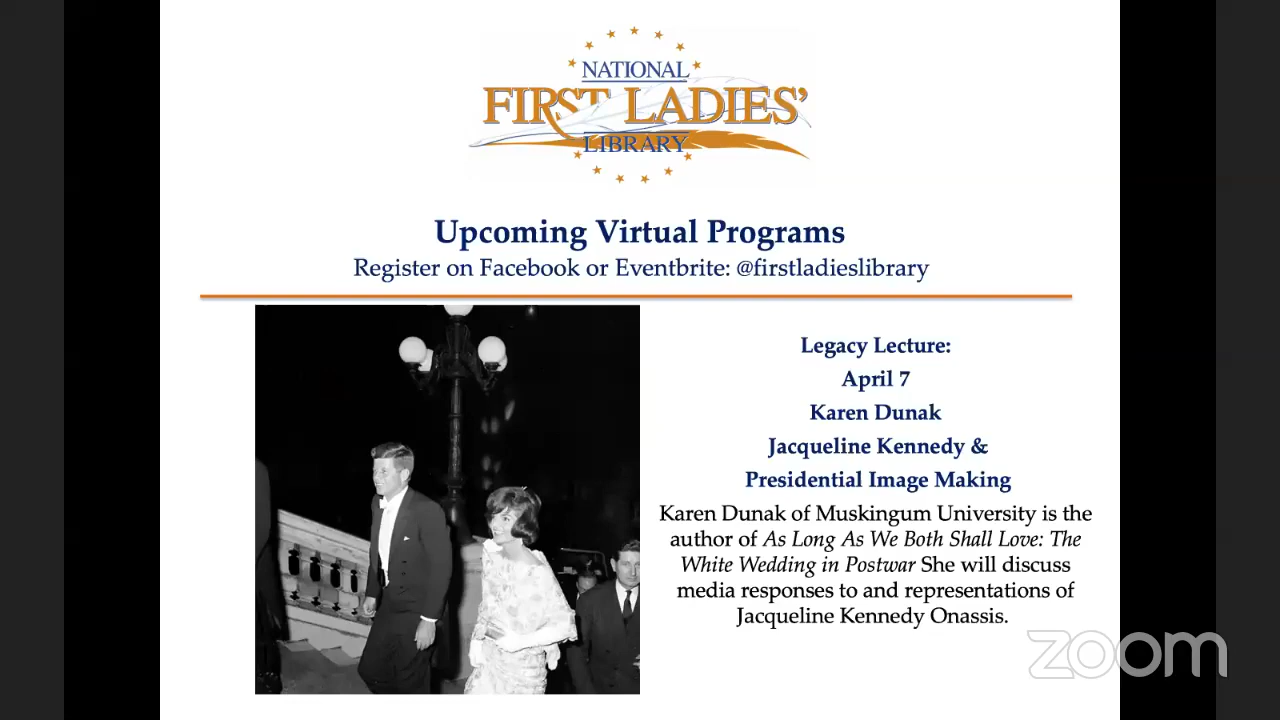 NATIONAL
FIRST LADIES'
LIBRARY
Upcoming Virtual Programs
Register on Facebook or Eventbrite: @firstladieslibrary
Legacy Lecture:
April 7
Karen Dunak
Jacqueline Kennedy &
Presidential Image Making
Karen Dunak of Muskingum University is the
author of As Long As We Both Shall Love: The
White Wedding in Postwar She will discuss
media responses to and representations of
Jacqueline Kennedy Onassis.
zoom